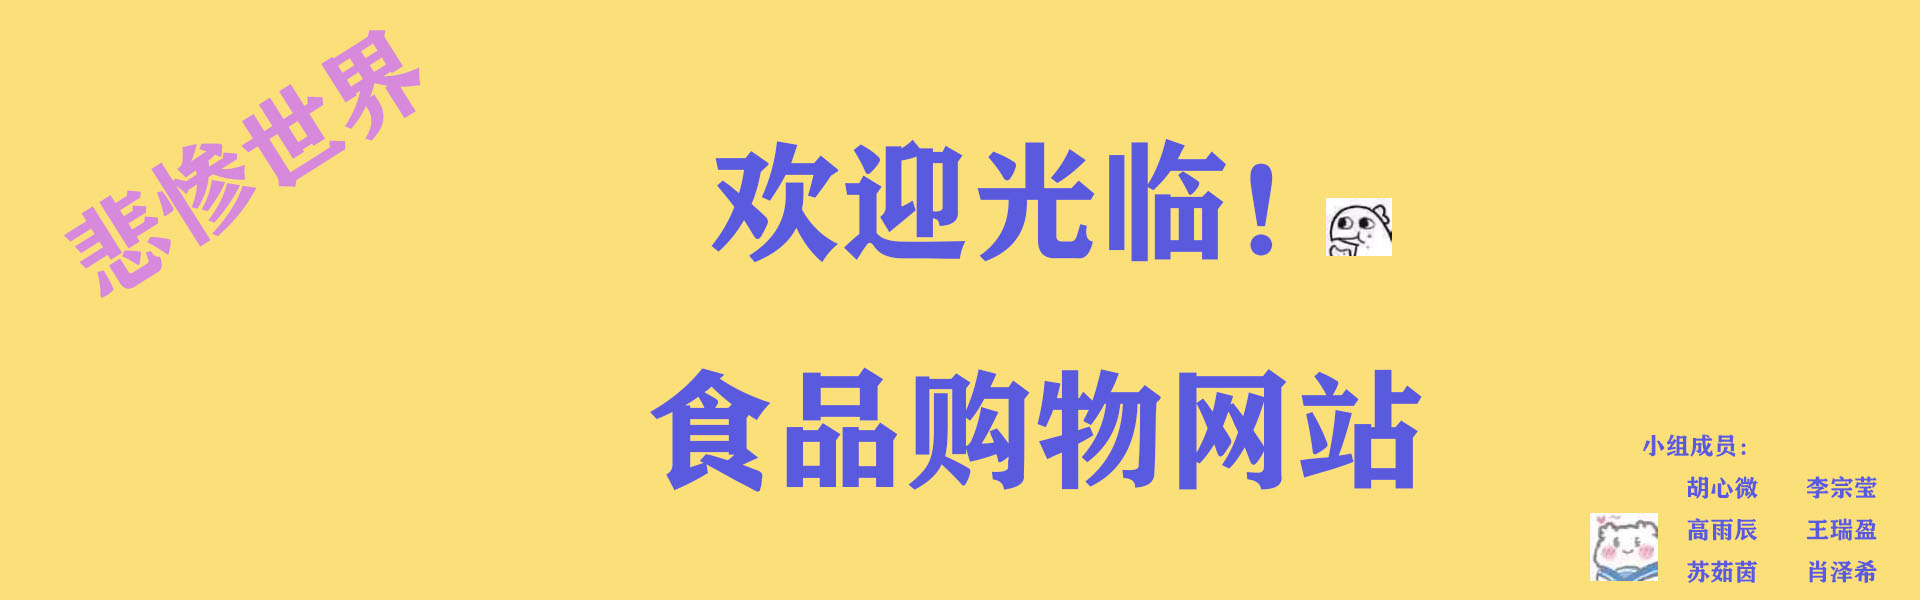 悲惨世界
欢迎光临！
食品购物网站
小组成员：
胡心微 李宗莹
高雨辰 王瑞盈
苏茹茵 肖泽希